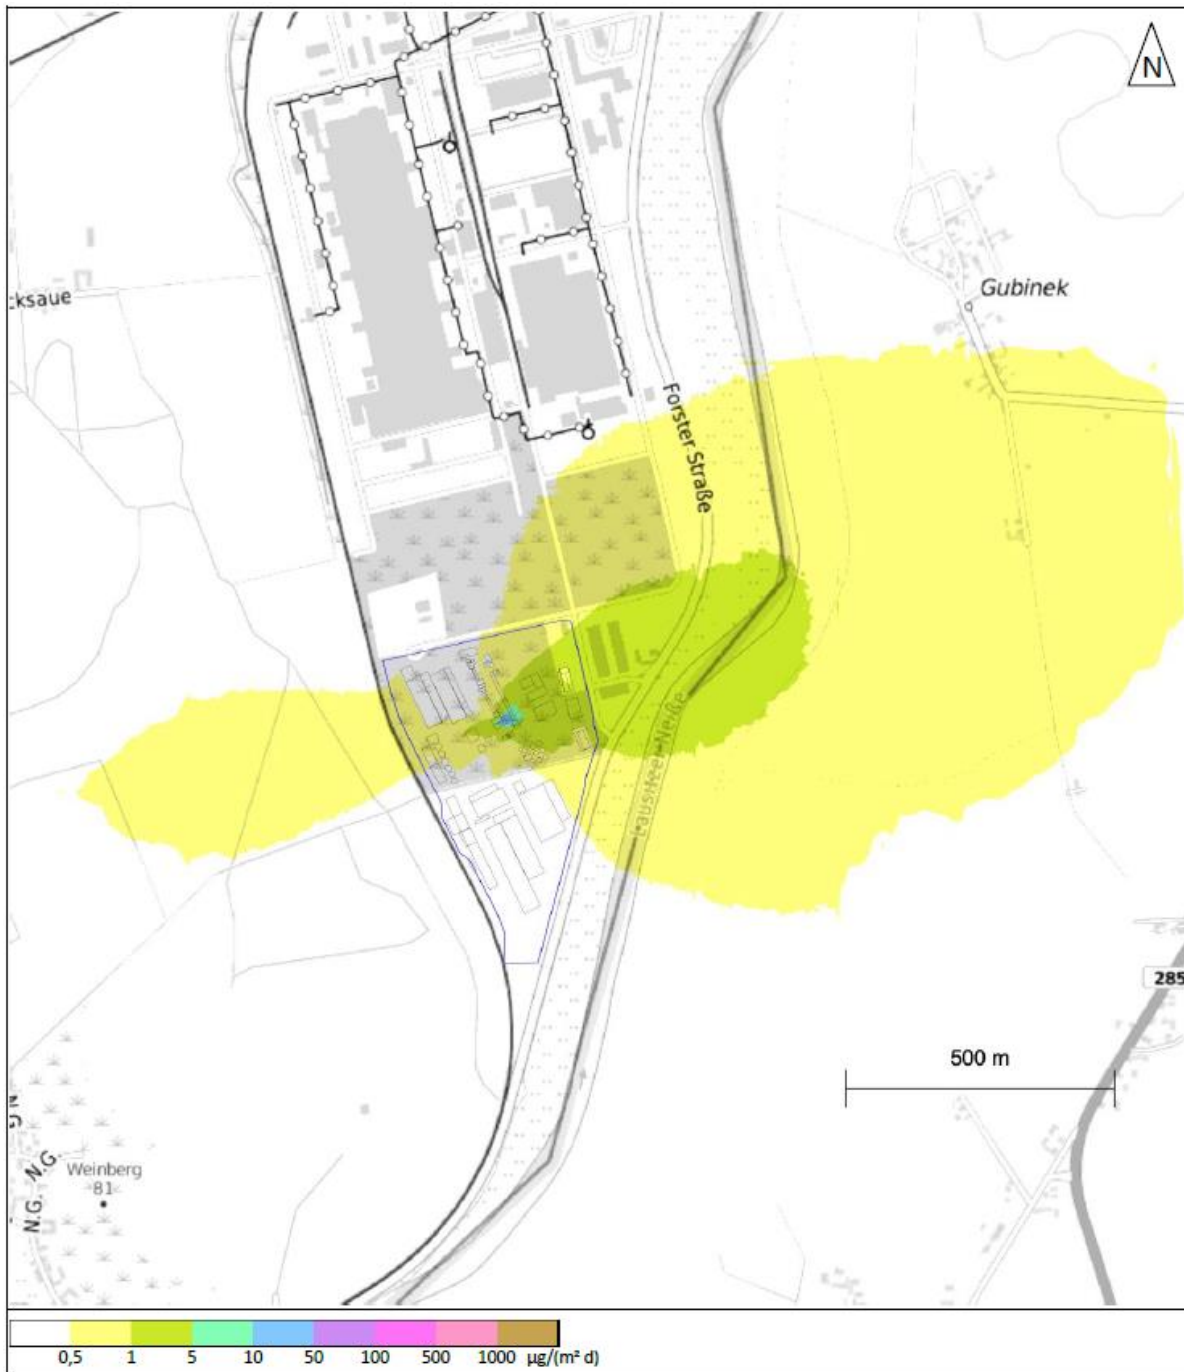 N
Gubinek
cksaue
Forster Straße
Lausitzer Neiße
285
500 m
N.G.
Weinberg
81
N.G.
0,5 1 5 10 50 100 500 1000 µg/(m² d)